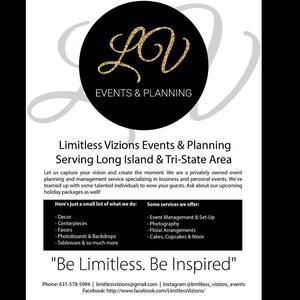 LV
EVENTS & PLANNING
Limitless Vizions Events & Planning
Serving Long Island & Tri-State Area
Let us capture your vision and create the moment. We are a privately owned event
planning and management service specializing in business and personal events. We've
teamed up with some talented individuals to wow your guests. Ask about our upcoming
holiday packages as well!
Here's just a small list of what we do:
- Decor
- Centerpieces
- Favors
- Photoboards & Backdrops
- Tableware & so much more
Some services we offer:
- Event Management & Set-Up
- Photography
- Floral Arrangements
- Cakes, Cupcakes & More
"Be Limitless. Be Inspired"
Phone: 631-578-5994 | limitlessvizions@gmail.com | Instagram @limitless_vizions_events
Facebook: http://www.facebook.com/LimitlessVizions/